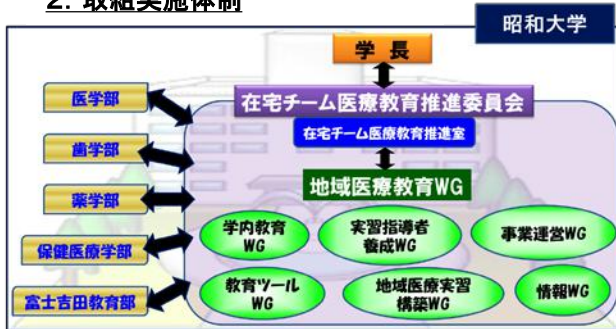 2. 取組実施体制
昭和大学
学 長
在宅チーム医療教育推進委員会
在宅チーム医療教育推進室
地域医療教育WG
医学部
歯学部
薬学部
保健医療学部
富士吉田教育部
学内教育
WG
実習指導者
養成WG
事業運営WG
教育ツール
WG
地域医療実習
構築WG
情報WG